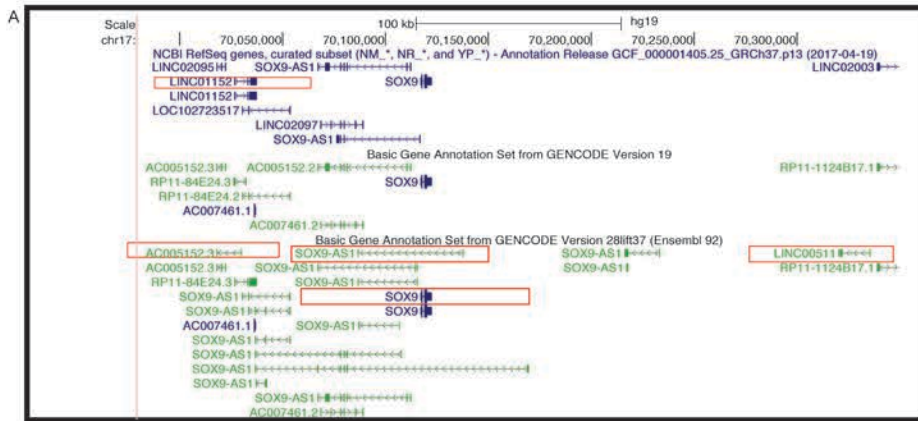 A
Scale 100 kb hg19
chr17: 70,050,000 70,100,000 70,150,000 70,200,000 70,250,000 70,300,000
NCBI RefSeq genes, curated subset (NM_*, NR_*, and YP_*) - Annotation Release GCF_000001405.25_GRCh37.p13 (2017-04-19)
LINC02095 SOX9-AS1 LINC02003
LINC01152 SOX9
LINC01152
LOC102723517
LINC02097
SOX9-AS1
Basic Gene Annotation Set from GENCODE Version 19
AC005152.3 AC005152.2 RP11-1124B17.1
RP11-84E24.3 SOX9
RP11-84E24.2
AC007461.1
AC007461.2
Basic Gene Annotation Set from GENCODE Version 28lift37 (Ensembl 92)
AC005152.3 SOX9-AS1 SOX9-AS1 LINC00511
AC005152.3 SOX9-AS1 SOX9-AS1 RP11-1124B17.1
RP11-84E24.3 SOX9-AS1
SOX9-AS1 SOX9
SOX9-AS1 SOX9
AC007461.1 SOX9-AS1
SOX9-AS1
SOX9-AS1
SOX9-AS1
SOX9-AS1
SOX9-AS1
AC007461.2